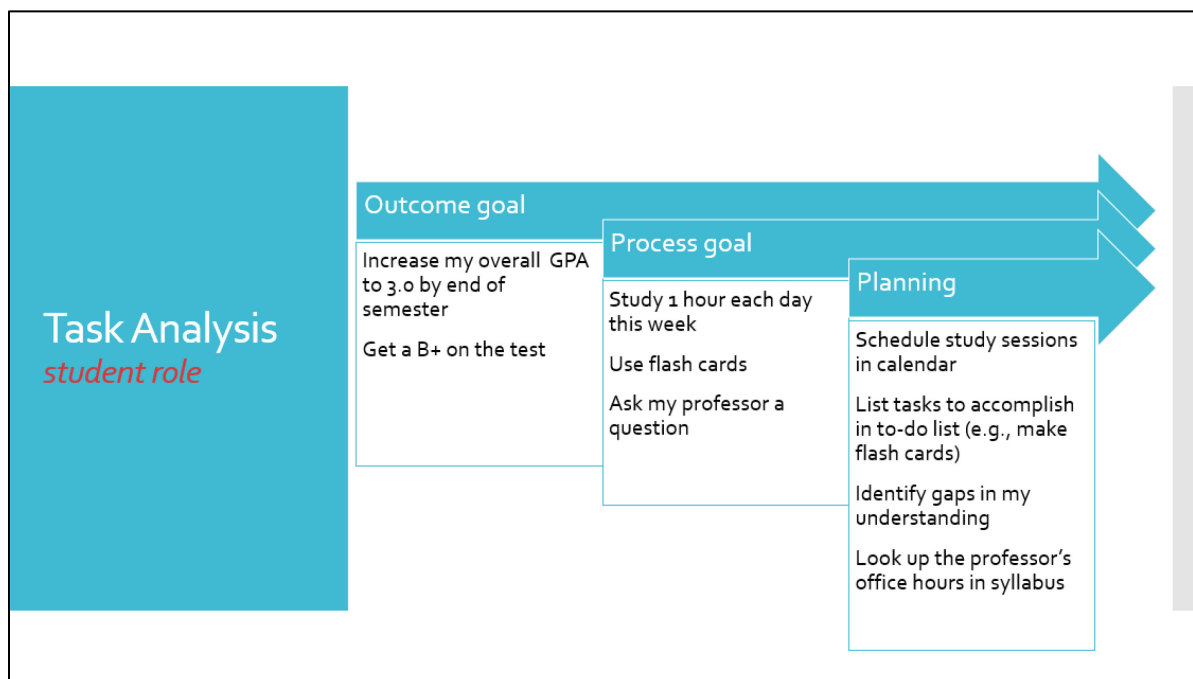 Task Analysis
student role
Outcome goal
Increase my overall GPA
to 3.0 by end of
semester
Get a B+ on the test
Process goal
Study 1 hour each day
this week
Use flash cards
Ask my professor a
question
Planning
Schedule study sessions
in calendar
List tasks to accomplish
in to-do list (e.g., make
flash cards)
Identify gaps in my
understanding
Look up the professor’s
office hours in syllabus